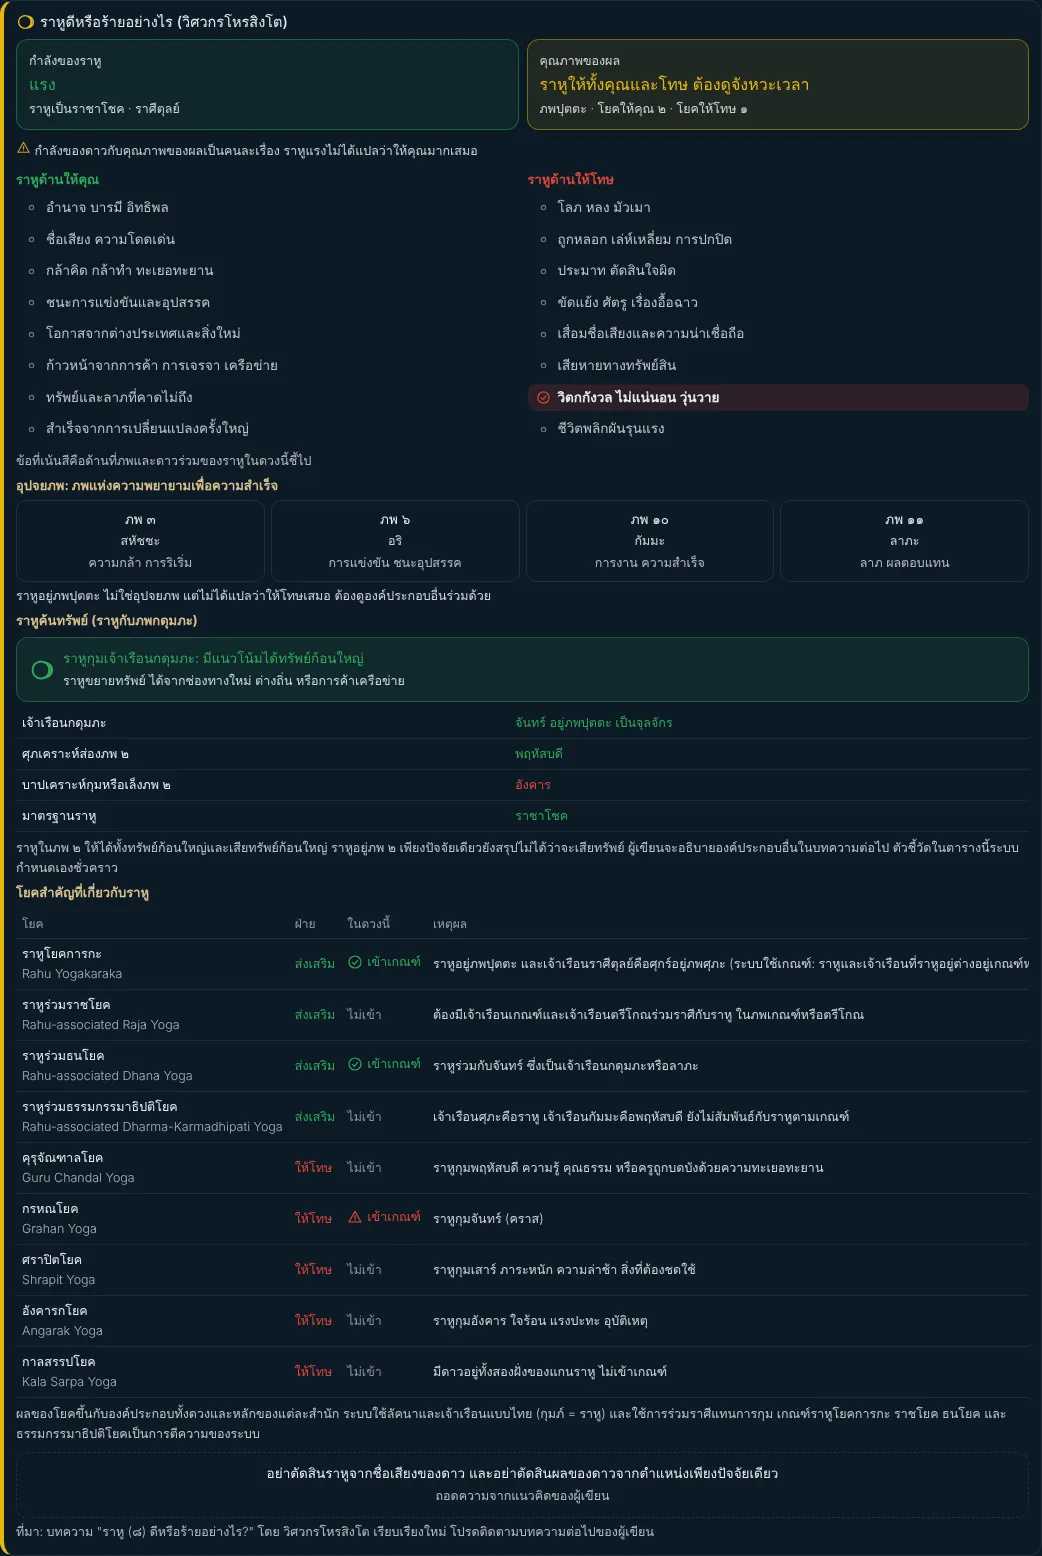 ราหูดีหรือร้ายอย่างไร (วิศวกรโหรสิงโต)
กำลังของราหู
แรง
ราหูเป็นราชาโชค · ราศีตุลย์
คุณภาพของผล
ราหูให้ทั้งคุณและโทษ ต้องดูจังหวะเวลา
ภพปุตตะ · โยคให้คุณ ๒ · โยคให้โทษ ๑
กำลังของดาวกับคุณภาพของผลเป็นคนละเรื่อง ราหูแรงไม่ได้แปลว่าให้คุณมากเสมอ
ราหูด้านให้คุณ
อำนาจ บารมี อิทธิพล
ชื่อเสียง ความโดดเด่น
กล้าคิด กล้าทำ ทะเยอทะยาน
ชนะการแข่งขันและอุปสรรค
โอกาสจากต่างประเทศและสิ่งใหม่
ก้าวหน้าจากการค้า การเจรจา เครือข่าย
ทรัพย์และลาภที่คาดไม่ถึง
สำเร็จจากการเปลี่ยนแปลงครั้งใหญ่
ราหูด้านให้โทษ
โลภ หลง มัวเมา
ถูกหลอก เล่ห์เหลี่ยม การปกปิด
ประมาท ตัดสินใจผิด
ขัดแย้ง ศัตรู เรื่องอื้อฉาว
เสื่อมชื่อเสียงและความน่าเชื่อถือ
เสียหายทางทรัพย์สิน
วิตกกังวล ไม่แน่นอน วุ่นวาย
ชีวิตพลิกผันรุนแรง
ข้อที่เน้นสีคือด้านที่ภพและดาวร่วมของราหูในดวงนี้ชี้ไป
อุปจยภพ: ภพแห่งความพยายามเพื่อความสำเร็จ
ภพ ๓
สหัชชะ
ความกล้า การริเริ่ม
ภพ ๖
อริ
การแข่งขัน ชนะอุปสรรค
ภพ ๑๐
กัมมะ
การงาน ความสำเร็จ
ภพ ๑๑
ลาภะ
ลาภ ผลตอบแทน
ราหูอยู่ภพปุตตะ ไม่ใช่อุปจยภพ แต่ไม่ได้แปลว่าให้โทษเสมอ ต้องดูองค์ประกอบอื่นร่วมด้วย
ราหูค้นทรัพย์ (ราหูกับภพกดุมภะ)
ราหูกุมเจ้าเรือนกดุมภะ: มีแนวโน้มได้ทรัพย์ก้อนใหญ่
ราหูขยายทรัพย์ ได้จากช่องทางใหม่ ต่างถิ่น หรือการค้าเครือข่าย
เจ้าเรือนกดุมภะ จันทร์ อยู่ภพปุตตะ เป็นจุลจักร
ศุภเคราะห์ส่องภพ ๒ พฤหัสบดี
บาปเคราะห์กุมหรือเล็งภพ ๒ อังคาร
มาตรฐานราหู ราชาโชค
ราหูในภพ ๒ ให้ได้ทั้งทรัพย์ก้อนใหญ่และเสียทรัพย์ก้อนใหญ่ ราหูอยู่ภพ ๒ เพียงปัจจัยเดียวยังสรุปไม่ได้ว่าจะเสียทรัพย์ ผู้เขียนจะอธิบายองค์ประกอบอื่นในบทความต่อไป ตัวชี้วัดในตารางนี้ระบบ
กำหนดเองชั่วคราว
โยคสำคัญที่เกี่ยวกับราหู
โยค ฝ่าย ในดวงนี้ เหตุผล
ราหูโยคการกะ
Rahu Yogakaraka
ส่งเสริม เข้าเกณฑ์ ราหูอยู่ภพปุตตะ และเจ้าเรือนราศีตุลย์คือศุกร์อยู่ภพศุภะ (ระบบใช้เกณฑ์: ราหูและเจ้าเรือนที่ราหูอยู่ต่างอยู่เกณฑ์ห
ราหูร่วมราชโยค
Rahu-associated Raja Yoga
ส่งเสริม ไม่เข้า ต้องมีเจ้าเรือนเกณฑ์และเจ้าเรือนตรีโกณร่วมราศีกับราหู ในภพเกณฑ์หรือตรีโกณ
ราหูร่วมธนโยค
Rahu-associated Dhana Yoga
ส่งเสริม เข้าเกณฑ์ ราหูร่วมกับจันทร์ ซึ่งเป็นเจ้าเรือนกดุมภะหรือลาภะ
ราหูร่วมธรรมกรรมาธิปติโยค
Rahu-associated Dharma-Karmadhipati Yoga
ส่งเสริม ไม่เข้า เจ้าเรือนศุภะคือราหู เจ้าเรือนกัมมะคือพฤหัสบดี ยังไม่สัมพันธ์กับราหูตามเกณฑ์
คุรุจัณฑาลโยค
Guru Chandal Yoga
ให้โทษ ไม่เข้า ราหูกุมพฤหัสบดี ความรู้ คุณธรรม หรือครูถูกบดบังด้วยความทะเยอทะยาน
กรหณโยค
Grahan Yoga
ให้โทษ เข้าเกณฑ์ ราหูกุมจันทร์ (คราส)
ศราปิตโยค
Shrapit Yoga
ให้โทษ ไม่เข้า ราหูกุมเสาร์ ภาระหนัก ความล่าช้า สิ่งที่ต้องชดใช้
อังคารกโยค
Angarak Yoga
ให้โทษ ไม่เข้า ราหูกุมอังคาร ใจร้อน แรงปะทะ อุบัติเหตุ
กาลสรรปโยค
Kala Sarpa Yoga
ให้โทษ ไม่เข้า มีดาวอยู่ทั้งสองฝั่งของแกนราหู ไม่เข้าเกณฑ์
ผลของโยคขึ้นกับองค์ประกอบทั้งดวงและหลักของแต่ละสำนัก ระบบใช้ลัคนาและเจ้าเรือนแบบไทย (กุมภ์ = ราหู) และใช้การร่วมราศีแทนการกุม เกณฑ์ราหูโยคการกะ ราชโยค ธนโยค และ
ธรรมกรรมาธิปติโยคเป็นการตีความของระบบ
อย่าตัดสินราหูจากชื่อเสียงของดาว และอย่าตัดสินผลของดาวจากตำแหน่งเพียงปัจจัยเดียว
ถอดความจากแนวคิดของผู้เขียน
ที่มา: บทความ "ราหู (๘) ดีหรือร้ายอย่างไร?" โดย วิศวกรโหรสิงโต เรียบเรียงใหม่ โปรดติดตามบทความต่อไปของผู้เขียน